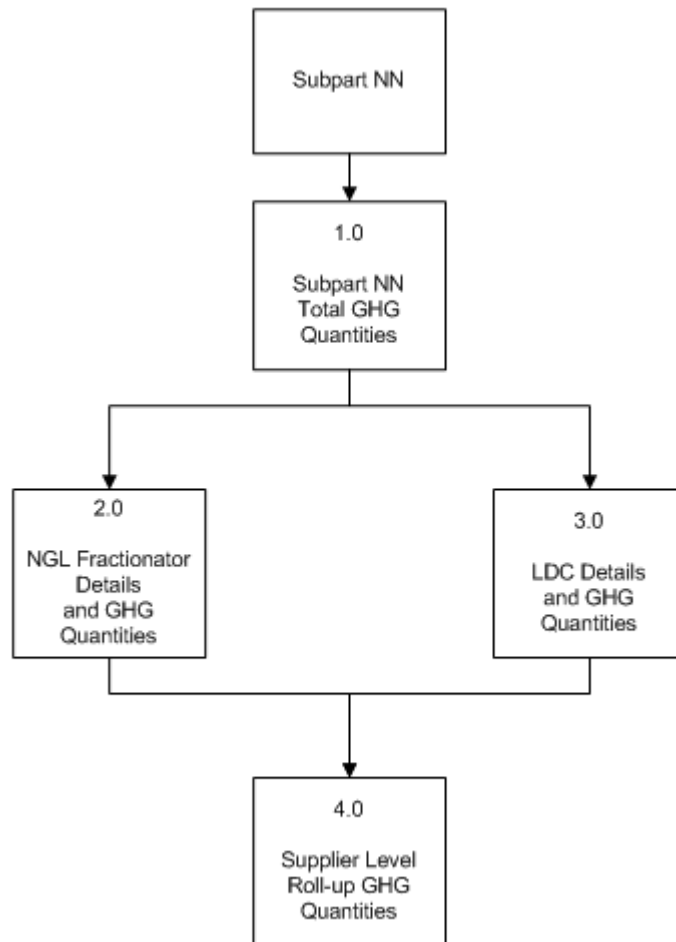 Subpart NN
1.0
Subpart NN
Total GHG
Quantities
2.0
NGL Fractionator
Details
and GHG
Quantities
3.0
LDC Details
and GHG
Quantities
4.0
Supplier Level
Roll-up GHG
Quantities